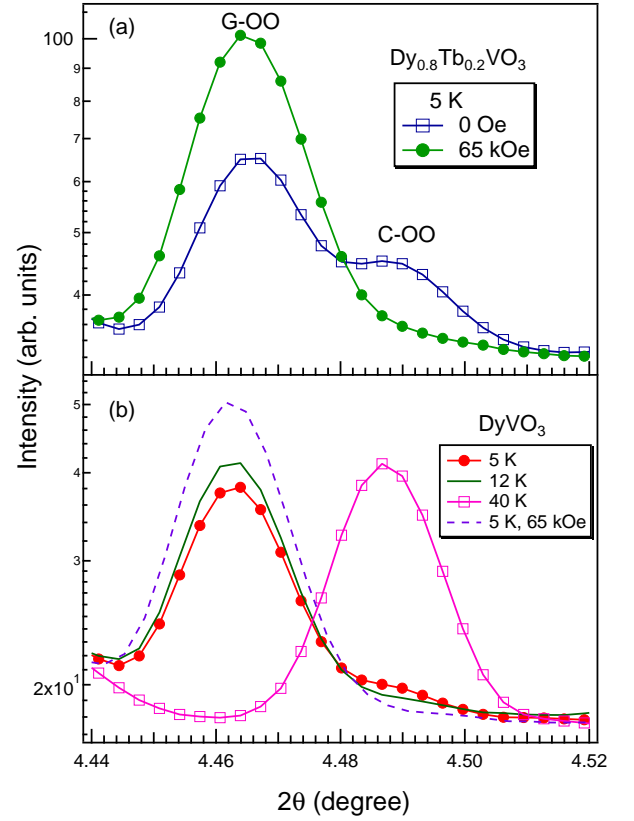 (a)
G-OO
C-OO
Dy0.8Tb0.2VO3
5 K
0 Oe
65 kOe
100
9
8
7
6
5
4
Intensity (arb. units)
(b)
DyVO3
5 K
12 K
40 K
5 K, 65 kOe
5
4
3
2x10^1
4.44
4.46
4.48
4.50
4.52
2θ (degree)